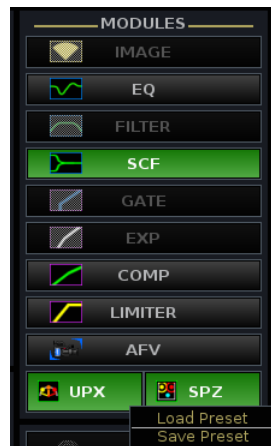 MODULES
IMAGE
EQ
FILTER
SCF
GATE
EXP
COMP
LIMITER
AFV
UPX SPZ
Load Preset
Save Preset